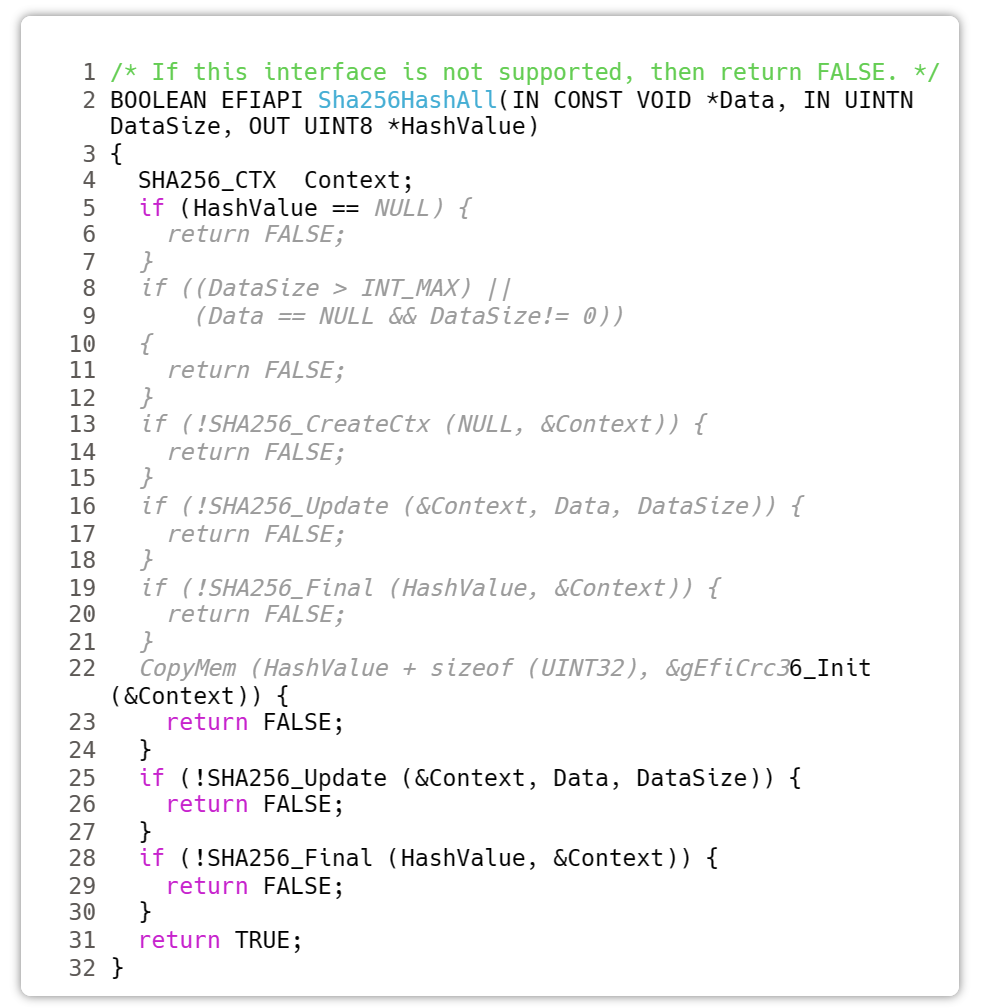 1 /* If this interface is not supported, then return FALSE. */
2 BOOLEAN EFIAPI Sha256HashAll(IN CONST VOID *Data, IN UINTN
DataSize, OUT UINT8 *HashValue)
3 {
4   SHA256_CTX  Context;
5   if (HashValue == NULL) {
6     return FALSE;
7   }
8   if ((DataSize > INT_MAX) ||
9       (Data == NULL && DataSize!= 0))
10   {
11     return FALSE;
12   }
13   if (!SHA256_CreateCtx (NULL, &Context)) {
14     return FALSE;
15   }
16   if (!SHA256_Update (&Context, Data, DataSize)) {
17     return FALSE;
18   }
19   if (!SHA256_Final (HashValue, &Context)) {
20     return FALSE;
21   }
22   CopyMem (HashValue + sizeof (UINT32), &gEfiCrc36_Init
(&Context)) {
23     return FALSE;
24   }
25   if (!SHA256_Update (&Context, Data, DataSize)) {
26     return FALSE;
27   }
28   if (!SHA256_Final (HashValue, &Context)) {
29     return FALSE;
30   }
31   return TRUE;
32 }